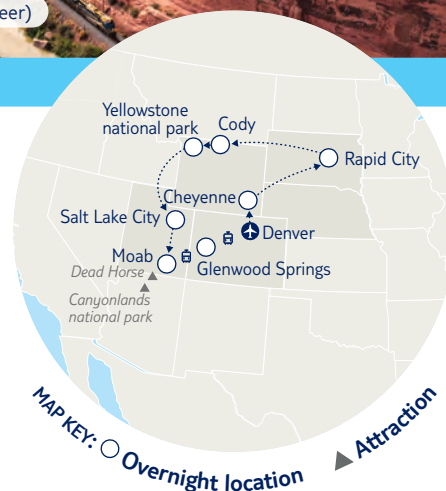 eer)
Yellowstone
national park
Cody
Rapid City
Cheyenne
Salt Lake City
Denver
Moab
Glenwood Springs
Dead Horse
Canyonlands
national park
MAP KEY: Overnight location Attraction